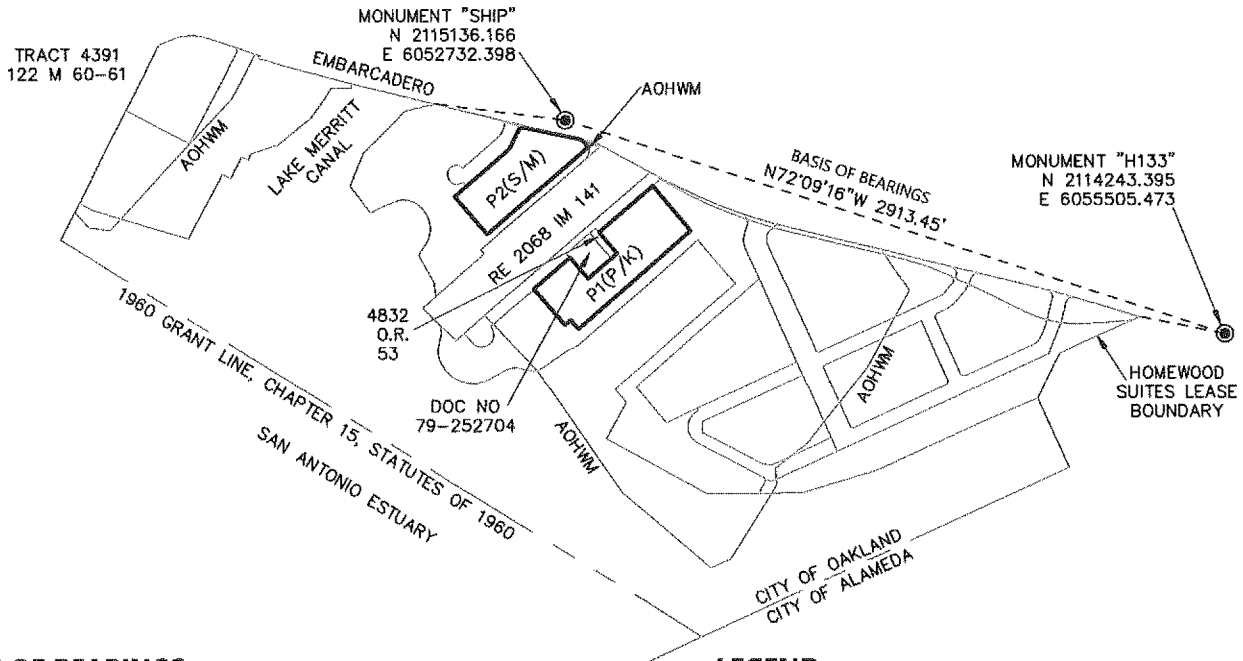 MONUMENT "SHIP"
N 2115136.166
E 6052732.398
TRACT 4391
122 M 60-61
EMBARCADERO
AOHWM
AOHWM
LAKE MERRITT
CANAL
P2(S/M)
BASIS OF BEARINGS
N72°09'16"W 2913.45'
MONUMENT "H133"
N 2114243.395
E 6055505.473
RE 2068 IM 141
P1(P/K)
4832
O.R.
53
DOC NO
79-252704
AOHWM
AOHWM
HOMEWOOD
SUITES LEASE
BOUNDARY
1960 GRANT LINE, CHAPTER 15, STATUTES OF 1960
SAN ANTONIO ESTUARY
CITY OF OAKLAND
CITY OF ALAMEDA